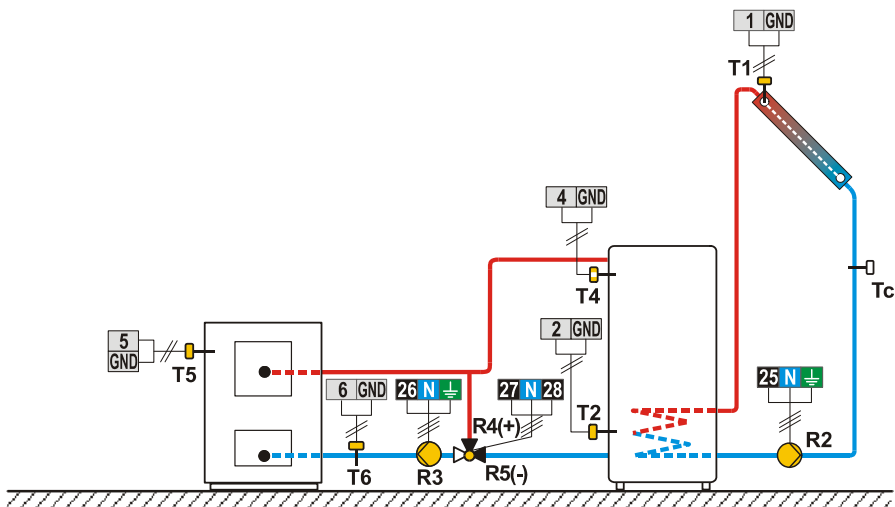 1 GND
T1
4 GND
T4
Tc
2 GND
5
GND
T5
6 GND
26 N
27 N 28
25 N
T2
R4(+)
R2
T6
R3
R5(-)